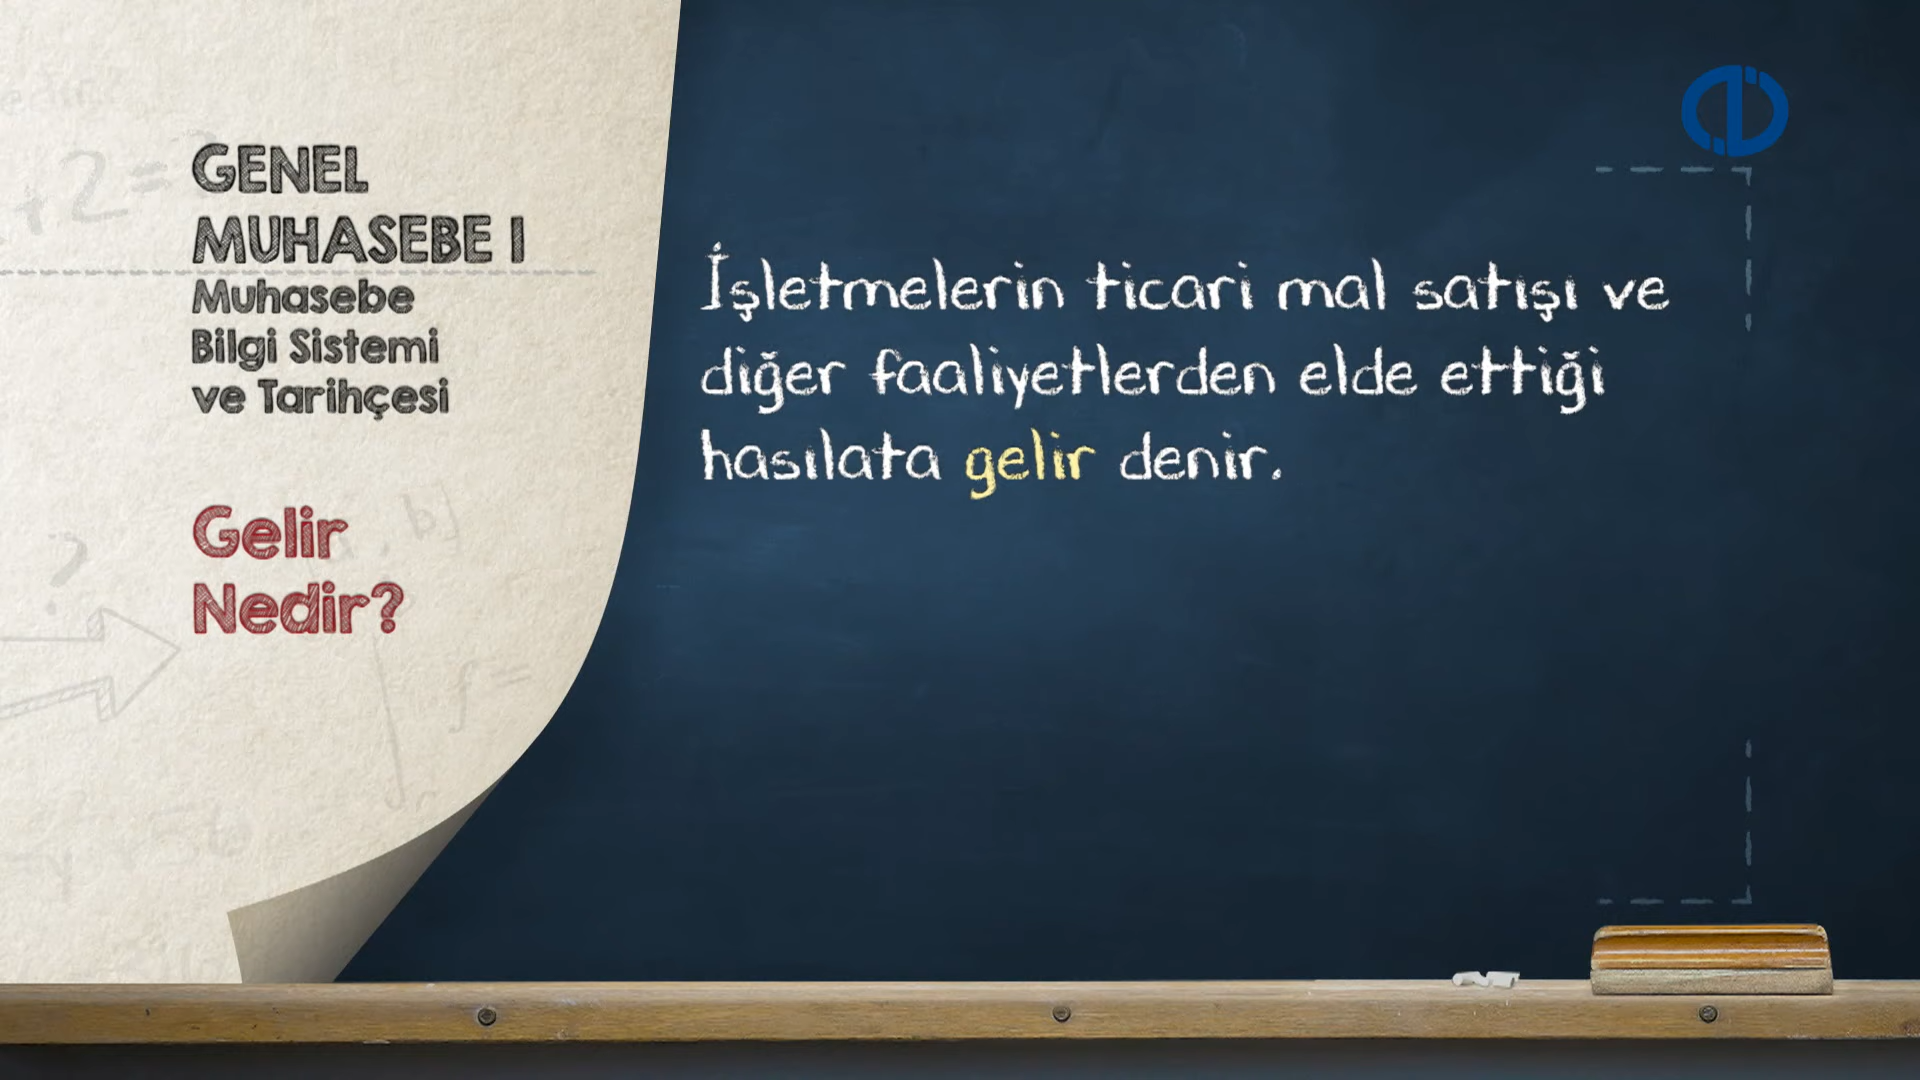 GENEL
MUHASEBE I
Muhasebe
Bilgi Sistemi
ve Tarihçesi
Gelir
Nedir?
İşletmelerin ticari mal satışı ve
diğer faaliyetlerden elde ettiği
hasılata gelir denir.